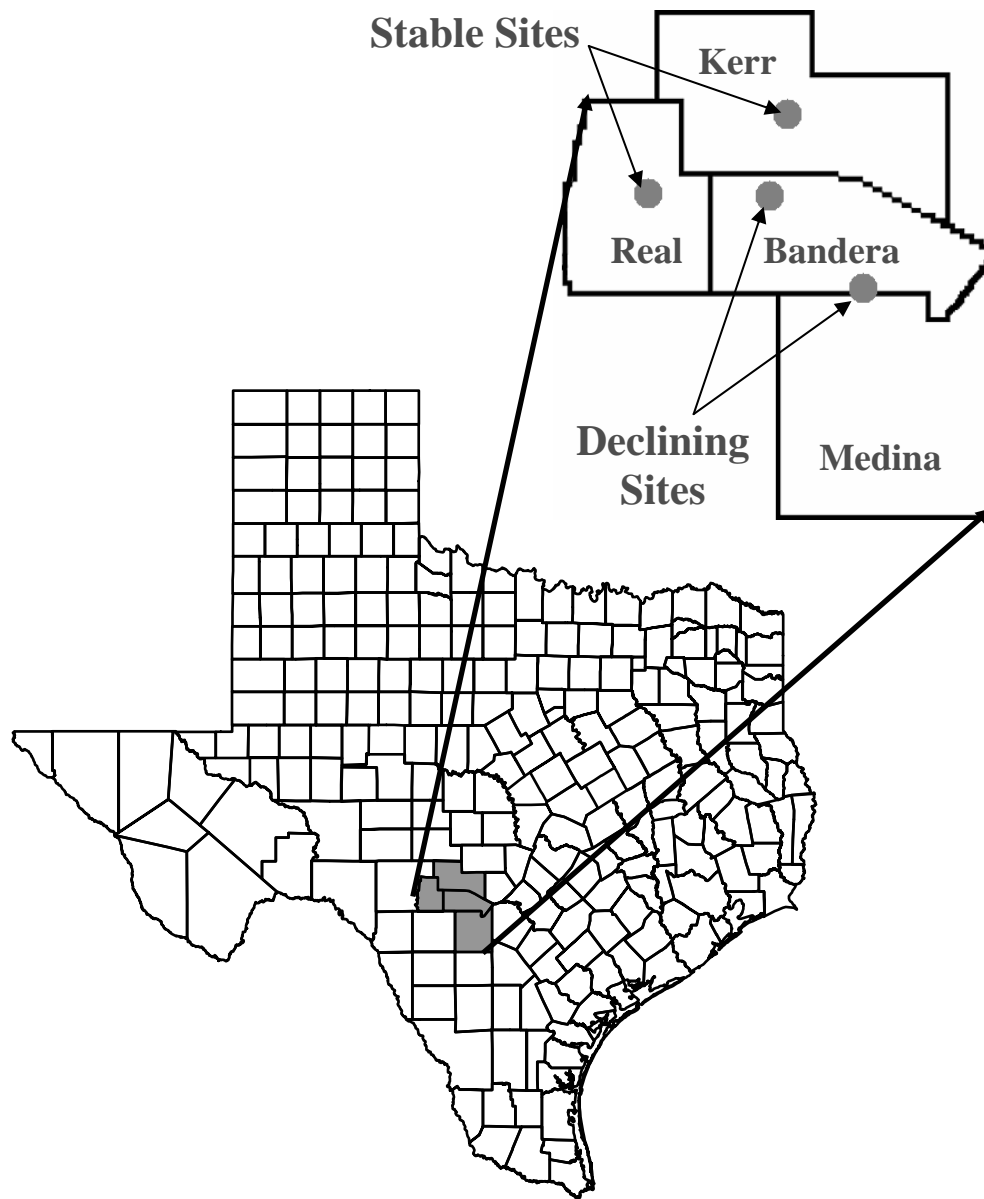 Stable Sites
Kerr
Real
Bandera
Declining
Sites
Medina